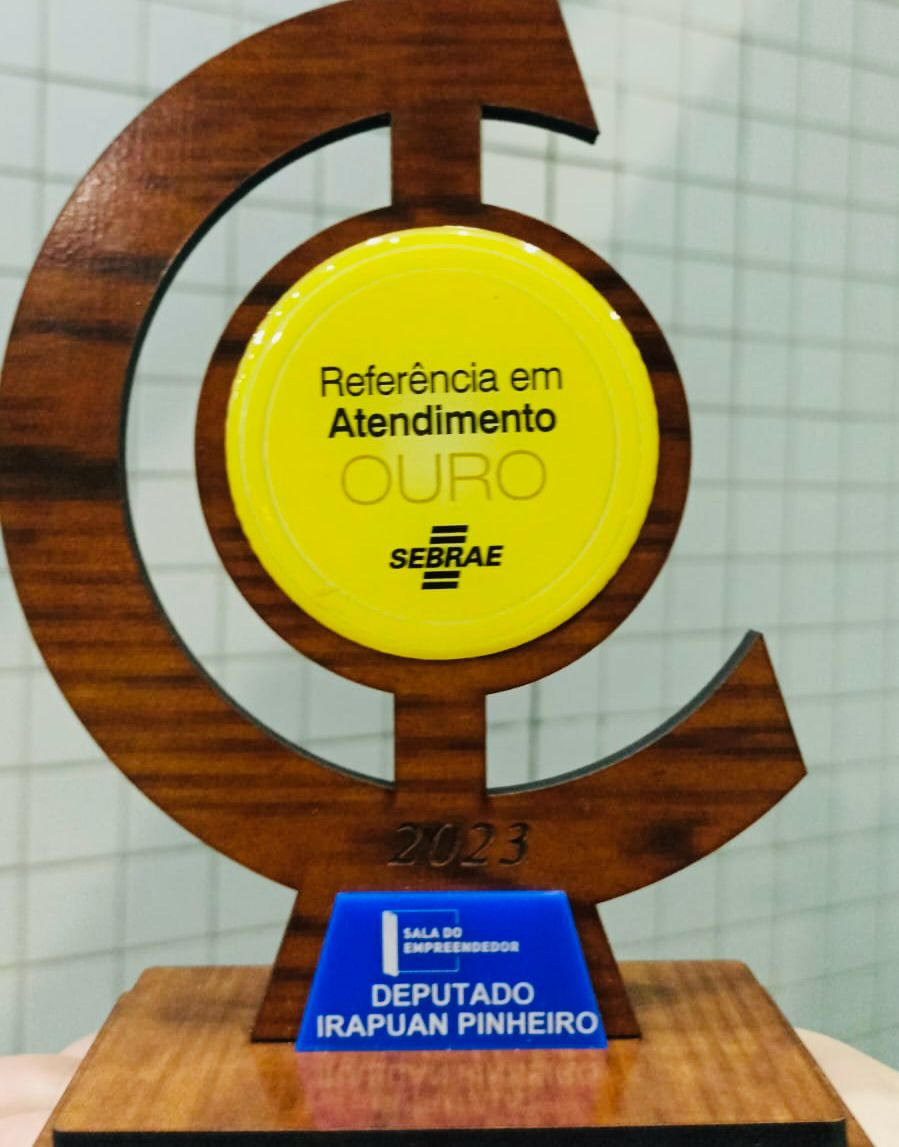 Referência em
Atendimento
OURO
SEBRAE
2023
SALA DO
EMPREENDEDOR
DEPUTADO
IRAPUAN PINHEIRO